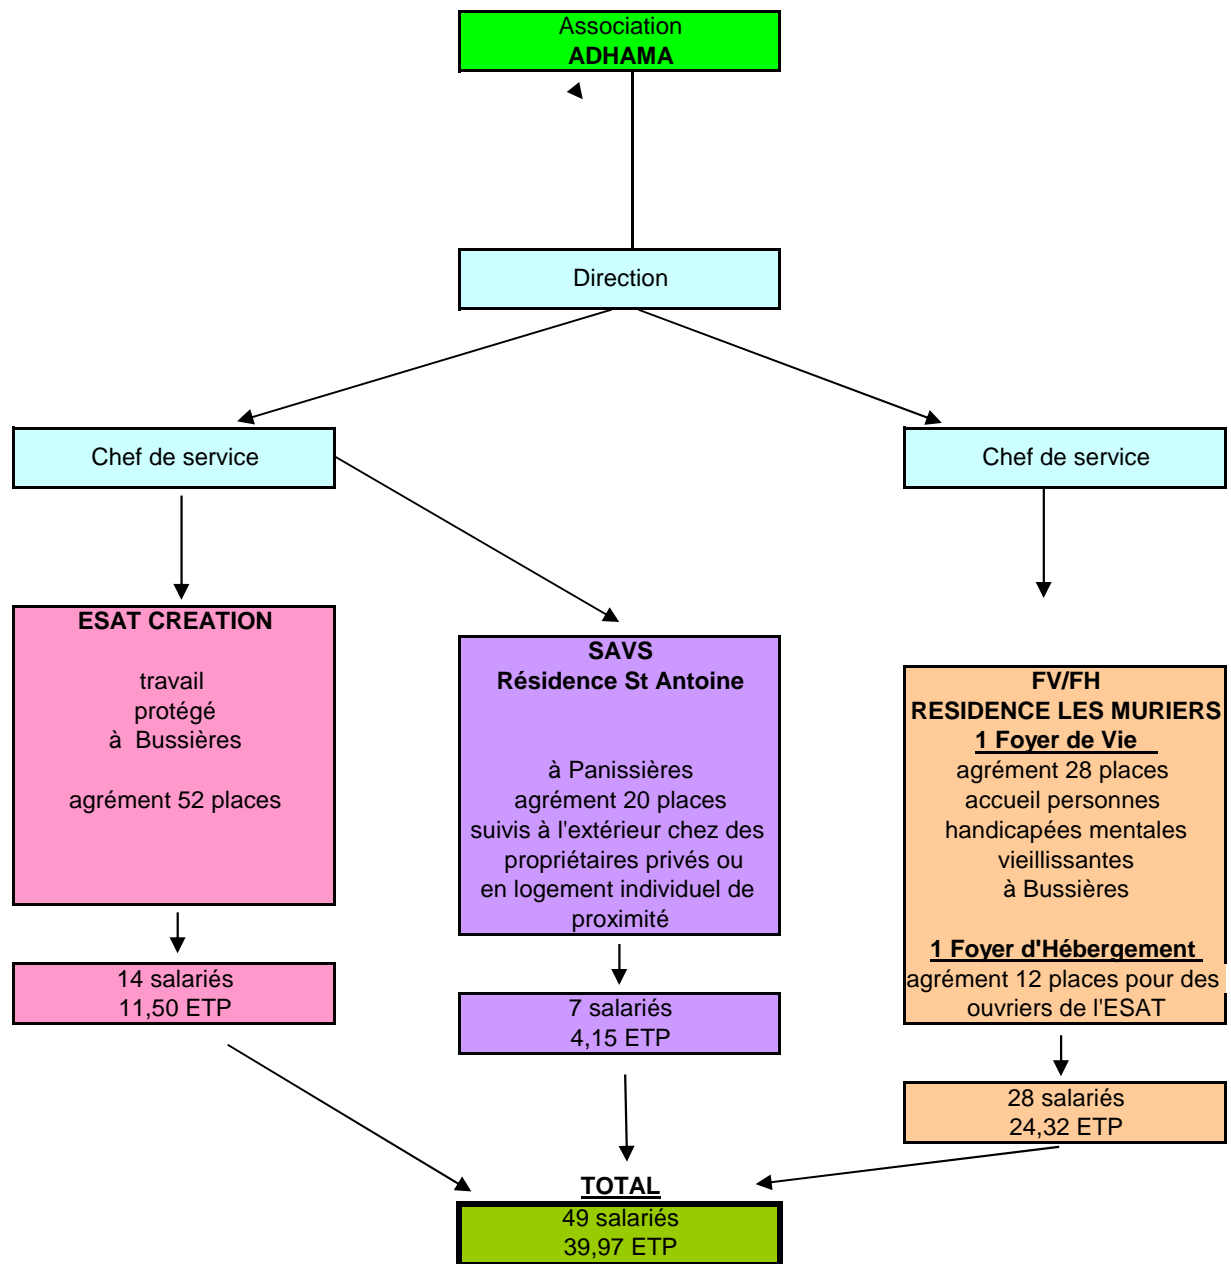 Association
ADHAMA
Direction
Chef de service
Chef de service
ESAT CREATION
travail
protégé
à Bussières
agrément 52 places
14 salariés
11,50 ETP
SAVS
Résidence St Antoine
à Panissières
agrément 20 places
suivis à l'extérieur chez des
propriétaires privés ou
en logement individuel de
proximité
7 salariés
4,15 ETP
FV/FH
RESIDENCE LES MURIERS
1 Foyer de Vie
agrément 28 places
accueil personnes
handicapées mentales
vieillissantes
à Bussières
1 Foyer d'Hébergement
agrément 12 places pour des
ouvriers de l'ESAT
28 salariés
24,32 ETP
TOTAL
49 salariés
39,97 ETP